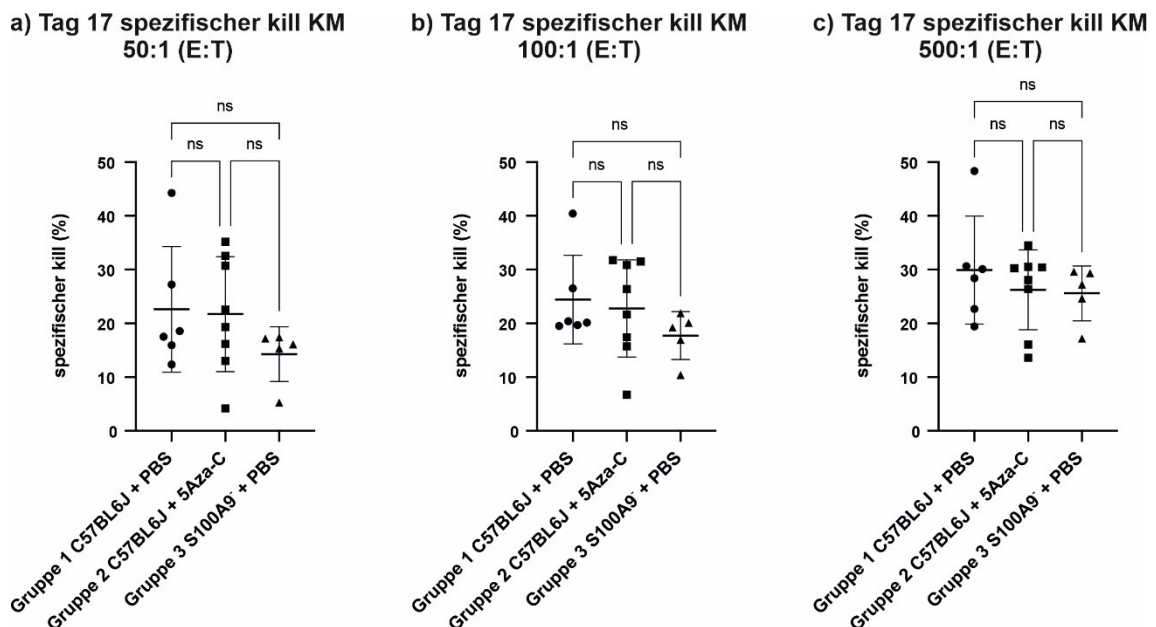 a) Tag 17 spezifischer kill KM
50:1 (E:T)
ns
ns
ns
50
40
30
20
10
0
spezifischer kill (%)
Gruppe 1 C57BL6J + PBS
Gruppe 2 C57BL6J + 5Aza-C
Gruppe 3 S100A9⁻ + PBS
b) Tag 17 spezifischer kill KM
100:1 (E:T)
ns
ns
ns
50
40
30
20
10
0
spezifischer kill (%)
Gruppe 1 C57BL6J + PBS
Gruppe 2 C57BL6J + 5Aza-C
Gruppe 3 S100A9⁻ + PBS
c) Tag 17 spezifischer kill KM
500:1 (E:T)
ns
ns
ns
50
40
30
20
10
0
spezifischer kill (%)
Gruppe 1 C57BL6J + PBS
Gruppe 2 C57BL6J + 5Aza-C
Gruppe 3 S100A9⁻ + PBS